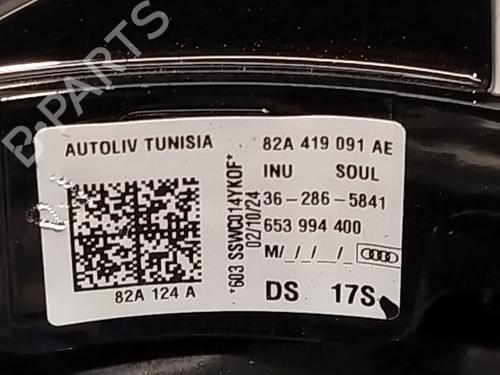 B-PARTS
AUTOLIV TUNISIA
82A 124 A
*603 SSWC014YK0F*
02/10/24
82A 419 091 AE
INU SOUL
36-286-5841
653 994 400
M/_/_/_/
DS 17S